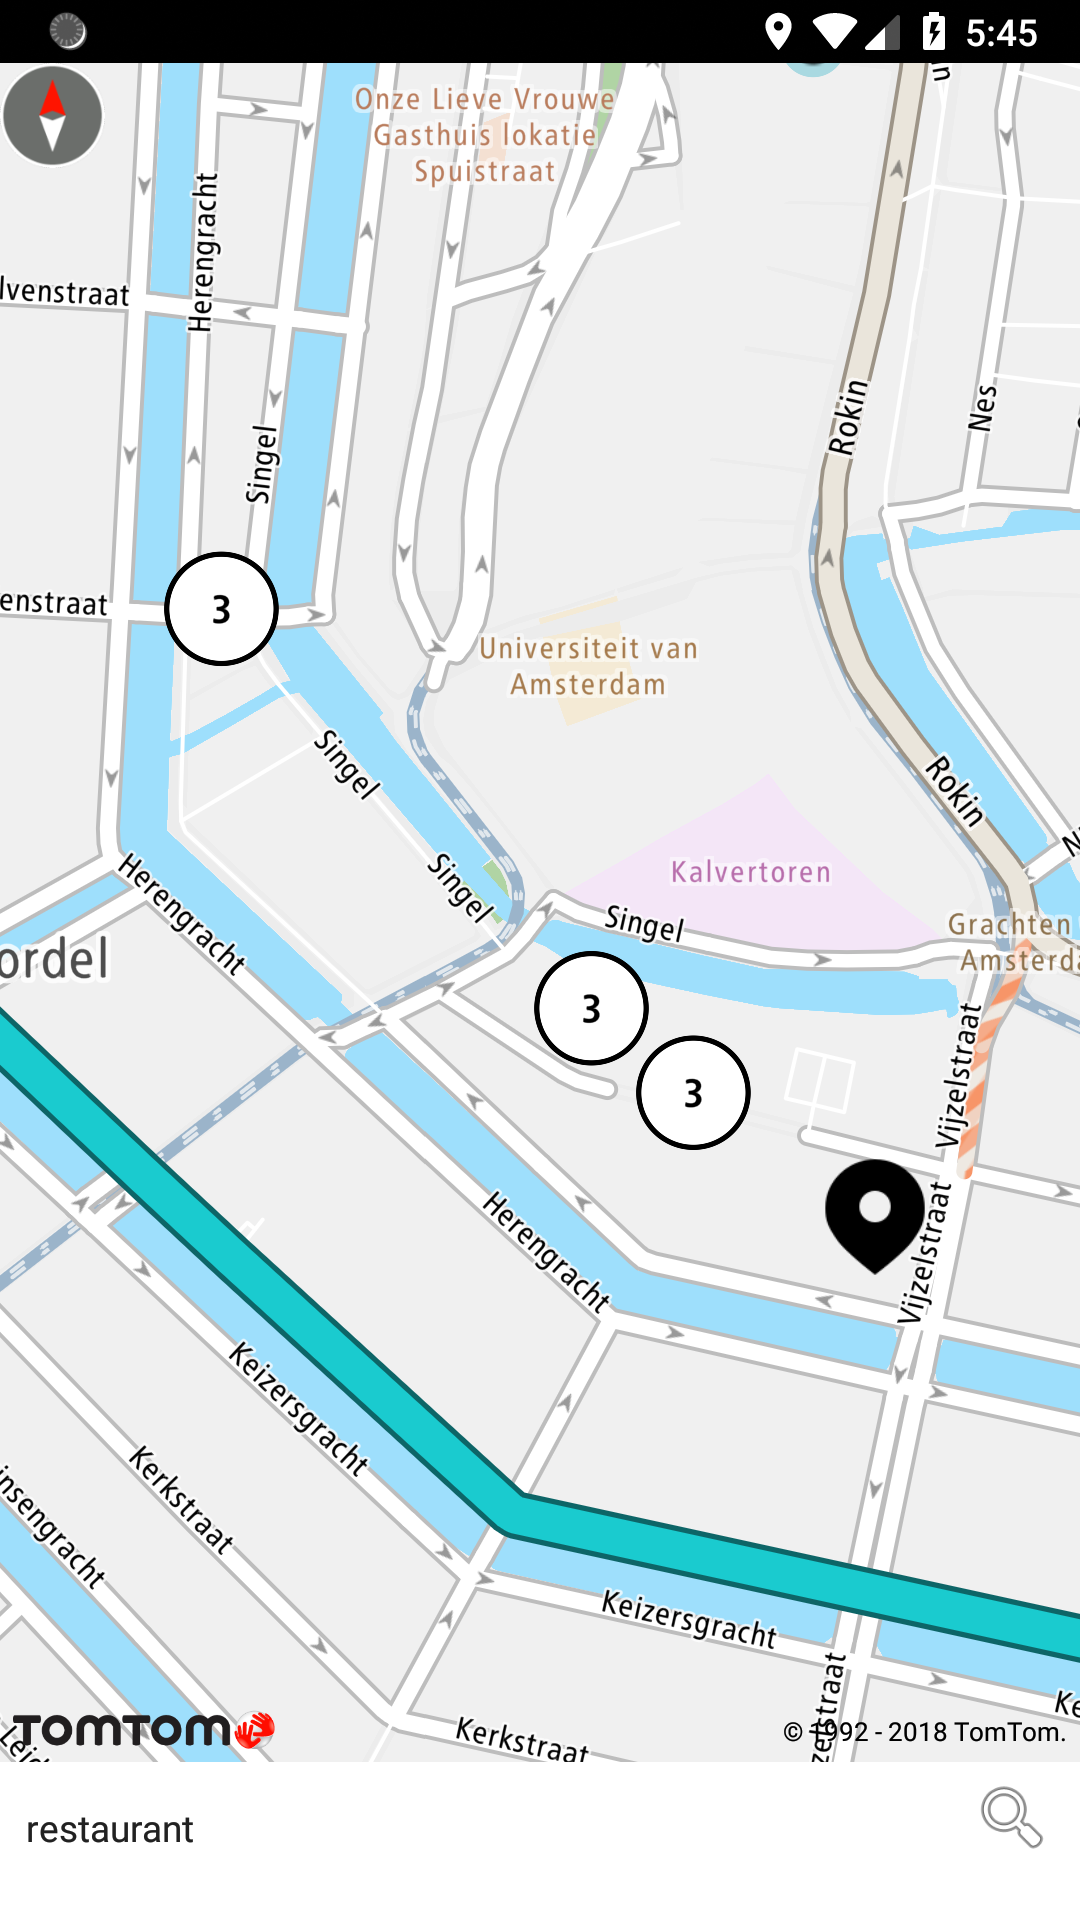 5:45
Onze Lieve Vrouwe
Gasthuis lokatie
Spuistraat
Herengracht
lvenstraat
Rokin
Nes
Singel
enstraat
3
Universiteit van
Amsterdam
Singel
Rokin
Kalvertoren
Singel
Herengracht
Singel
Grachten
Amsterda
ordel
3
3
Vijzelstraat
Vijzelstraat
Herengracht
Keizersgracht
Kerkstraat
insengracht
Keizersgracht
zelstraat
Ke
Kerkstraat
TOMTOM
© 1992 - 2018 TomTom.
restaurant